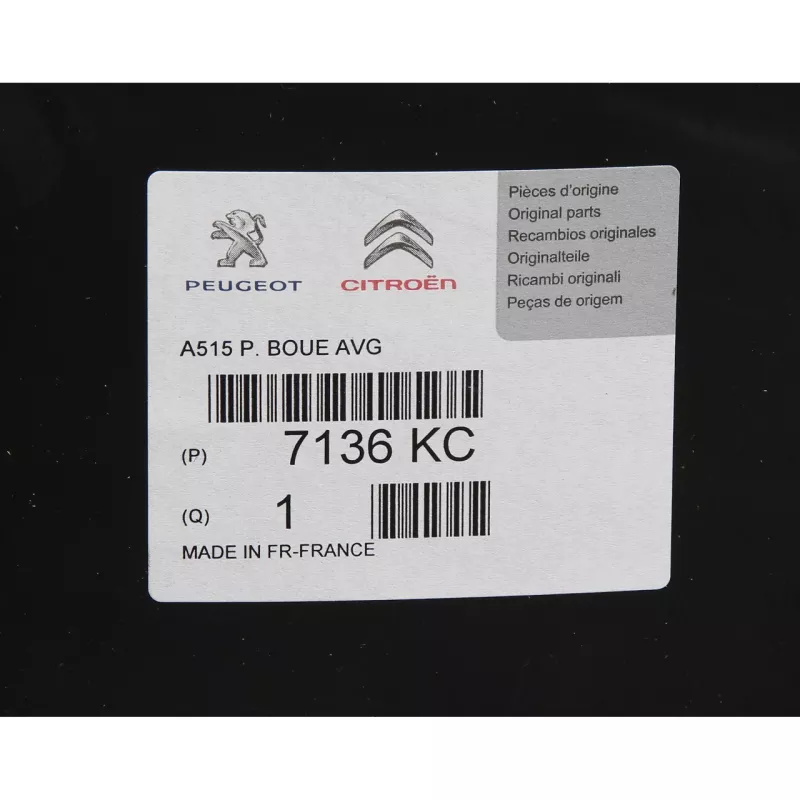 PEUGEOT
CITROËN
Pièces d'origine
Original parts
Recambios originales
Originalteile
Ricambi originali
Peças de origem
A515 P. BOUE AVG
(P) 7136 KC
(Q) 1
MADE IN FR-FRANCE